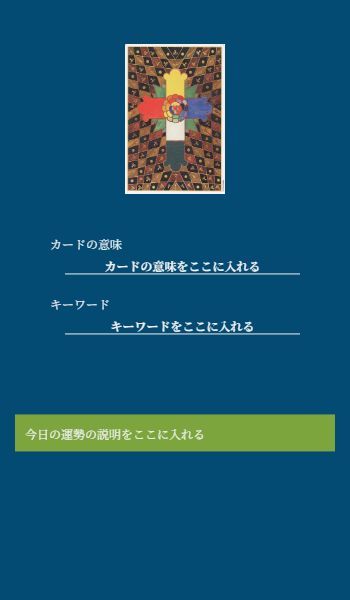 カードの意味
カードの意味をここに入れる
キーワード
キーワードをここに入れる
今日の運勢の説明をここに入れる